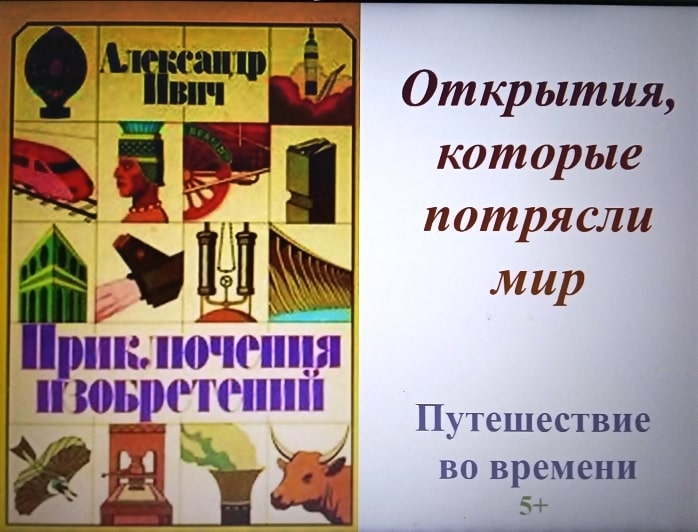 Александр
Ивич
Приключения
изобретений
Открытия,
которые
потрясли
мир
Путешествие
во времени
5+